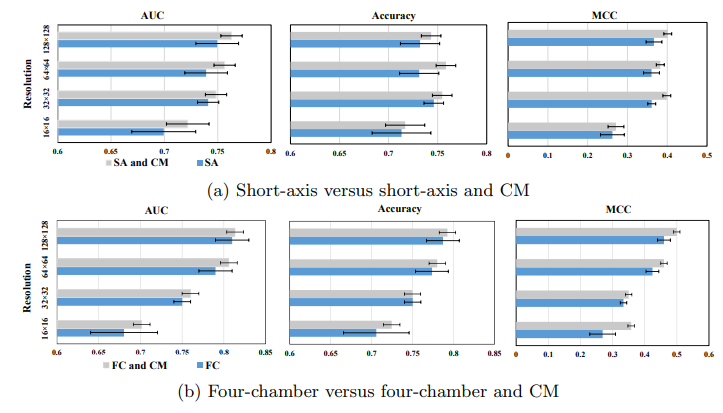 AUC Accuracy MCC
Resolution
128×128
64×64
32×32
16×16
0.6 0.65 0.7 0.75 0.8 0.6 0.65 0.7 0.75 0.8 0 0.1 0.2 0.3 0.4 0.5
SA and CM SA
(a) Short-axis versus short-axis and CM
AUC Accuracy MCC
Resolution
128×128
64×64
32×32
16×16
0.6 0.65 0.7 0.75 0.8 0.85 0.6 0.65 0.7 0.75 0.8 0.85 0 0.1 0.2 0.3 0.4 0.5 0.6
FC and CM FC
(b) Four-chamber versus four-chamber and CM